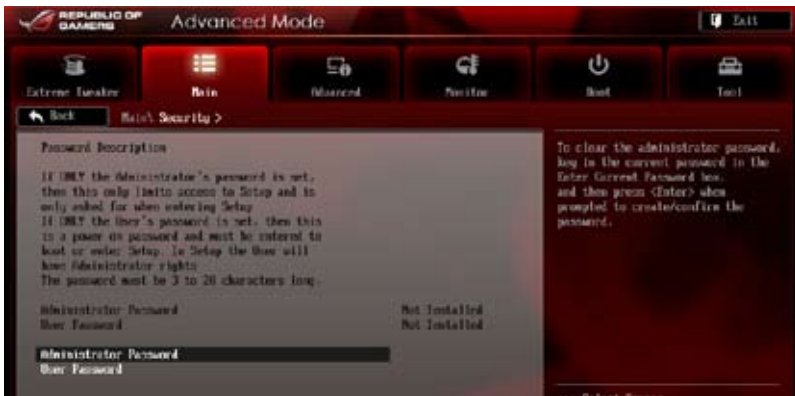 REPUBLIC OF
GAMERS
Advanced Mode
Exit
Extreme Tweaker
Main
Advanced
Monitor
Boot
Tool
Back
Main\ Security >
Password Description
If ONLY the Administrator's password is set,
then this only limits access to Setup and is
only asked for when entering Setup
If ONLY the User's password is set, then this
is a power on password and must be entered to
boot or enter Setup. In Setup the User will
have Administrator rights
The password must be 3 to 20 characters long.
Administrator Password
Not Installed
User Password
Not Installed
Administrator Password
User Password
To clear the administrator password,
key in the current password in the
Enter Current Password box,
and then press <Enter> when
prompted to create/confirm the
password.